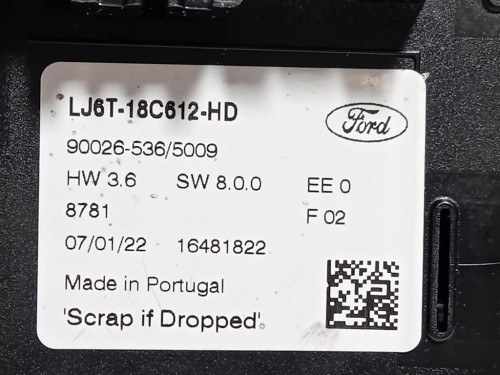 LJ6T-18C612-HD
Ford
90026-536/5009
HW 3.6 SW 8.0.0 EE 0
8781 F 02
07/01/22 16481822
Made in Portugal
'Scrap if Dropped'